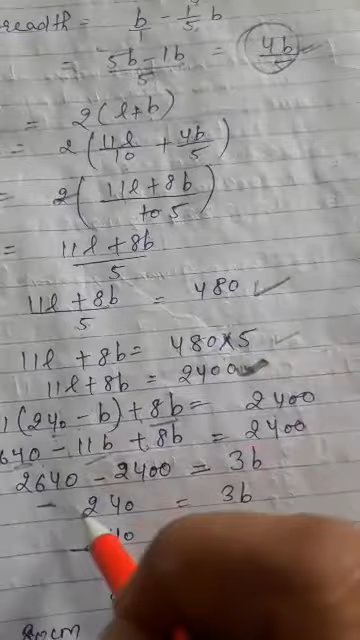 readth = b/1 - 1/5 b
= 5b-1b/5 = 4b
= 2(l+b)
= 2(11l/10 + 4b/5)
= 2(11l+8b/10 5)
= 11l+8b/5
11l+8b/5 = 480
11l +8b= 480×5
11l+8b = 2400
(240-b)+8b= 2400
640-11b+8b = 2400
2640-2400 = 3b
- 240 = 3b
cm